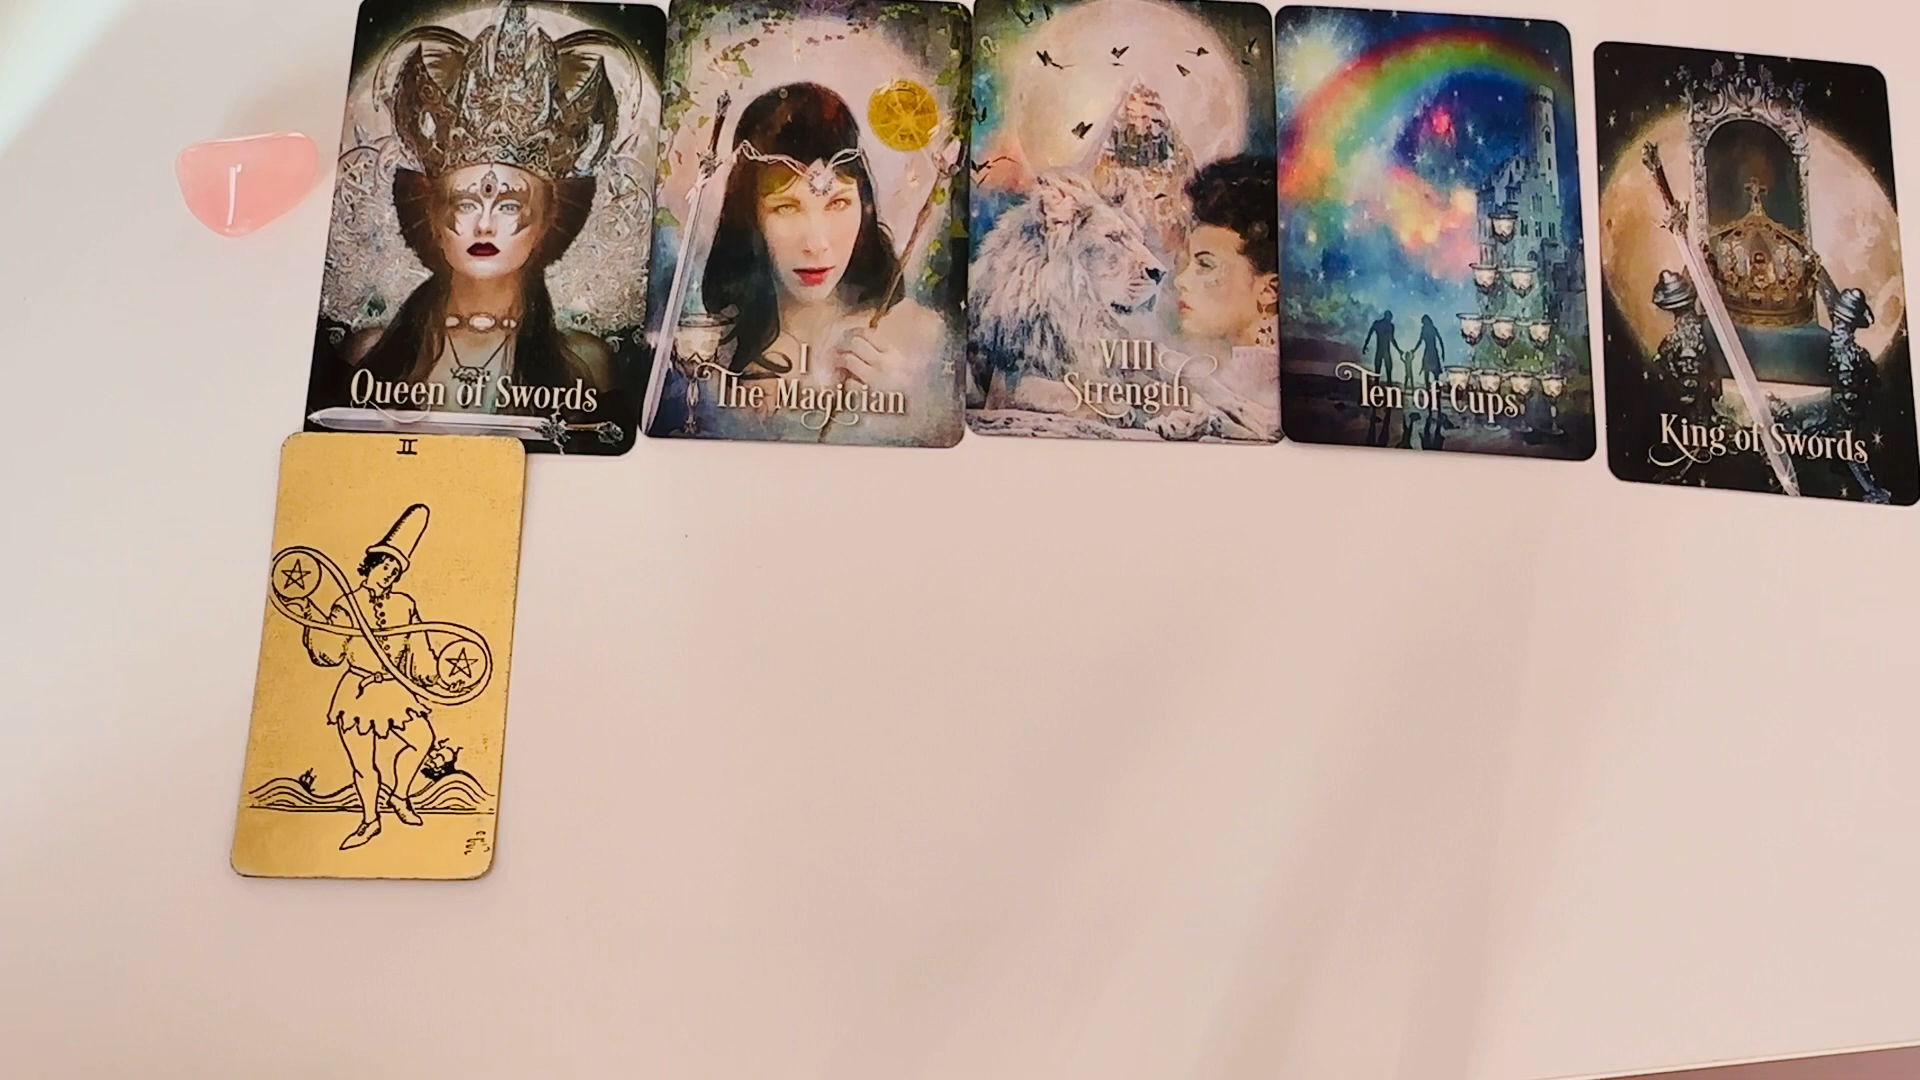 Queen of Swords
I
The Magician
VIII
Strength
Ten of Cups
King of Swords
II